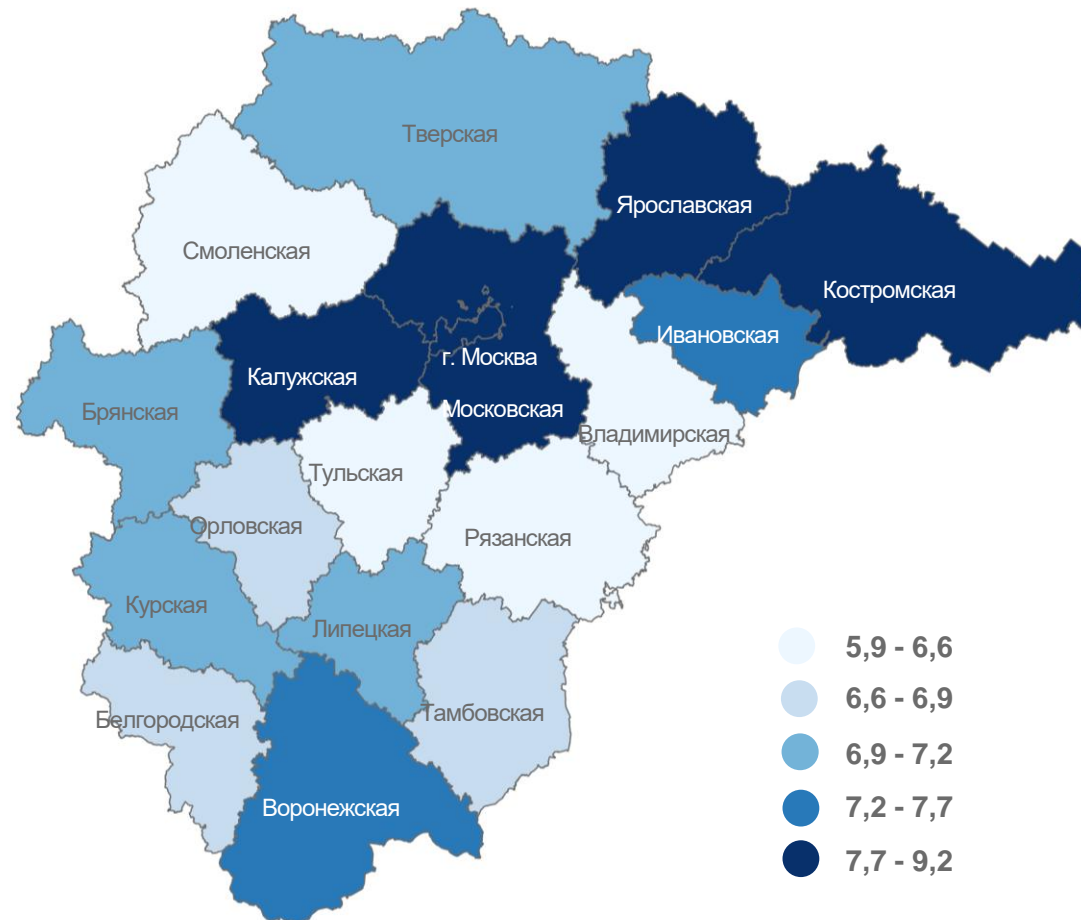 Тверская
Ярославская
Смоленская
Костромская
Ивановская
г. Москва
Калужская
Московская
Брянская
Владимирская
Тульская
Орловская
Рязанская
Курская
Липецкая
Белгородская
Тамбовская
Воронежская
5,9 - 6,6
6,6 - 6,9
6,9 - 7,2
7,2 - 7,7
7,7 - 9,2